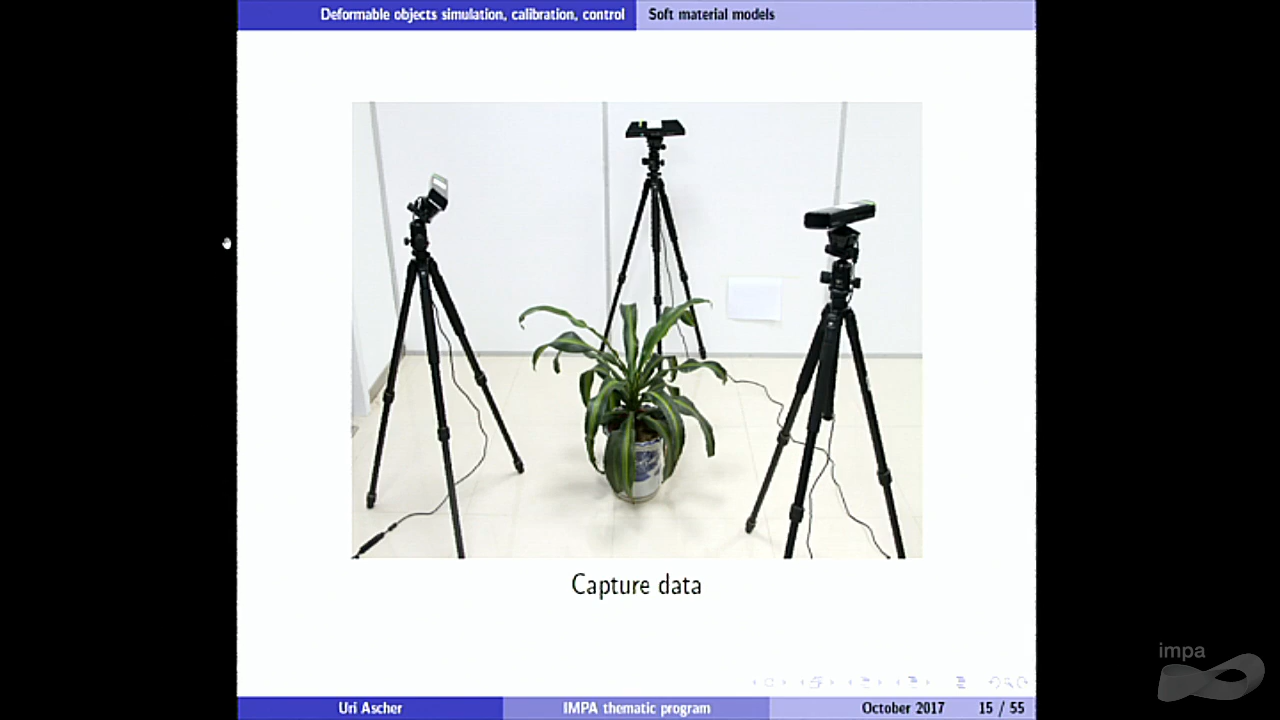 Deformable objects simulation, calibration, control Soft material models
Capture data
impa
Uri Ascher IMPA thematic program October 2017 15 / 55